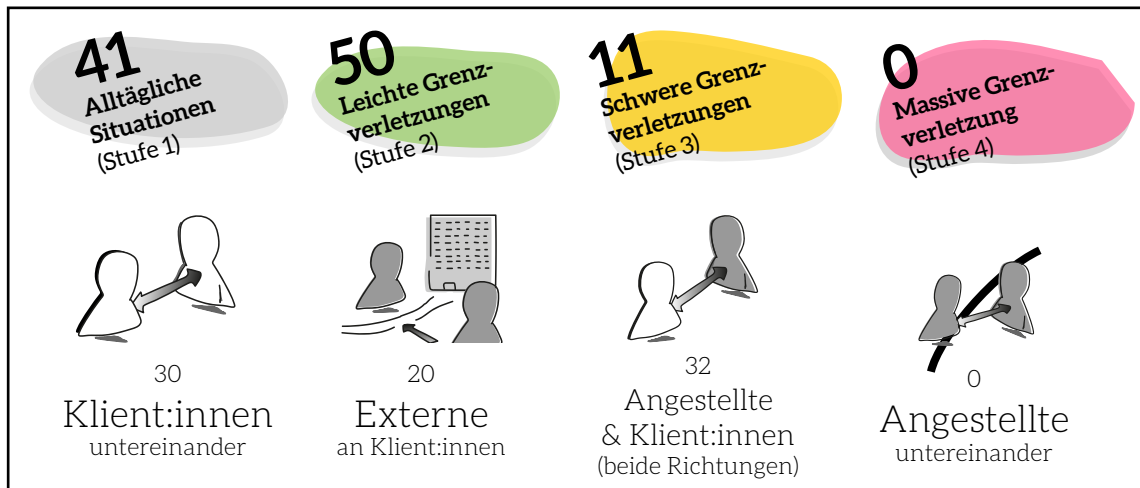 41
Alltägliche
Situationen
(Stufe 1)
50
Leichte Grenz-
verletzungen
(Stufe 2)
11
Schwere Grenz-
verletzungen
(Stufe 3)
0
Massive Grenz-
verletzung
(Stufe 4)
30
Klient:innen
untereinander
20
Externe
an Klient:innen
32
Angestellte
& Klient:innen
(beide Richtungen)
0
Angestellte
untereinander